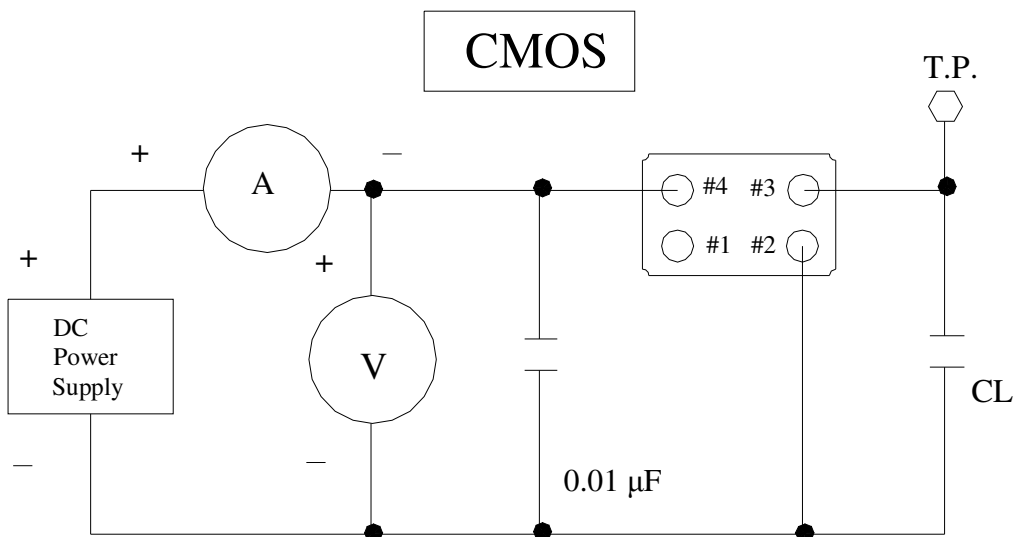 CMOS
T.P.
+
A
–
#4 #3
+
+
#1 #2
DC
Power
Supply
V
CL
–
–
0.01 µF